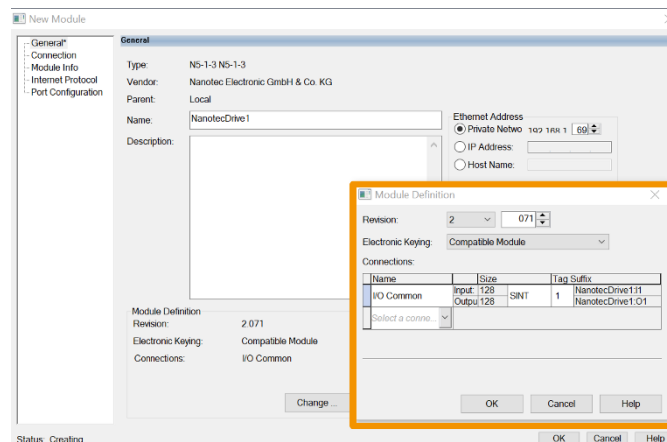 New Module
General*
Connection
Module Info
Internet Protocol
Port Configuration
General
Type: N5-1-3 N5-1-3
Vendor: Nanotec Electronic GmbH & Co. KG
Parent: Local
Name: NanotecDrive1
Description:
Ethernet Address
Private Netwo 192.168.1 69
IP Address:
Host Name:
Module Definition
Revision: 2.071
Electronic Keying: Compatible Module
Connections: I/O Common
Change ...
Status: Creating
OK Cancel Help
Module Definition
Revision: 2 071
Electronic Keying: Compatible Module
Connections:
Name Size Tag Suffix
I/O Common Input: 128 SINT 1 NanotecDrive1:I1
Outpu 128 NanotecDrive1:O1
Select a conne...
OK Cancel Help